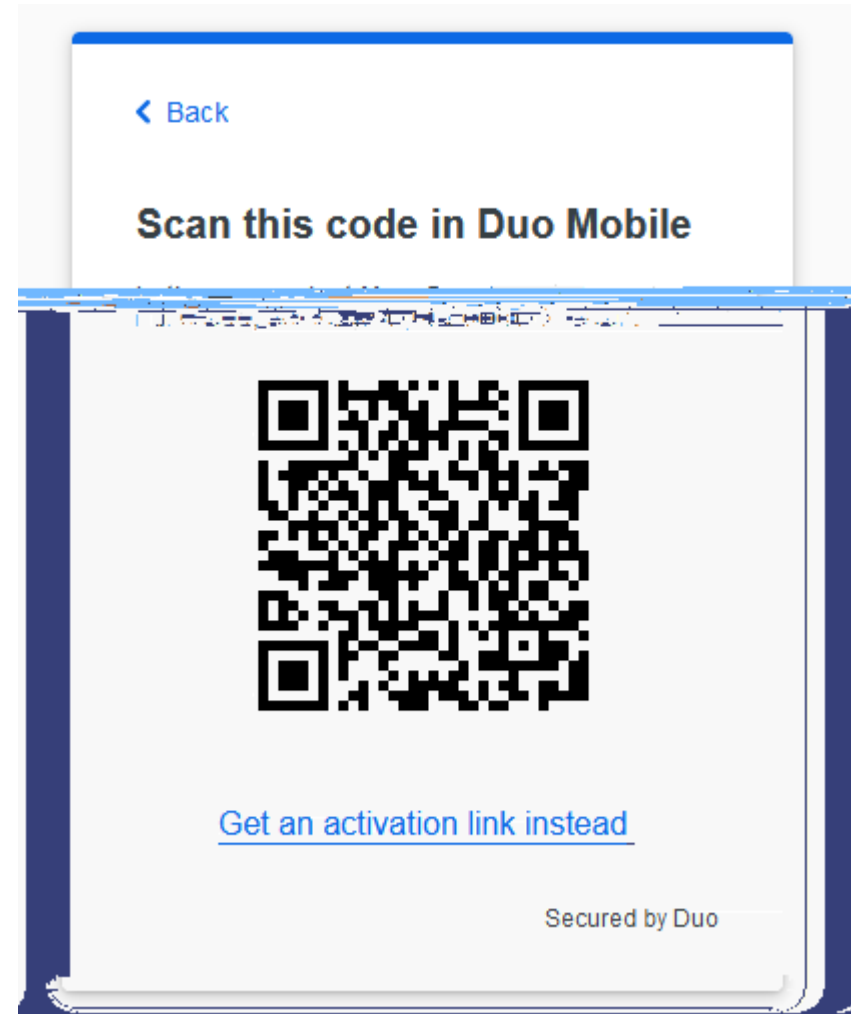 Back
Scan this code in Duo Mobile
Get an activation link instead
Secured by Duo